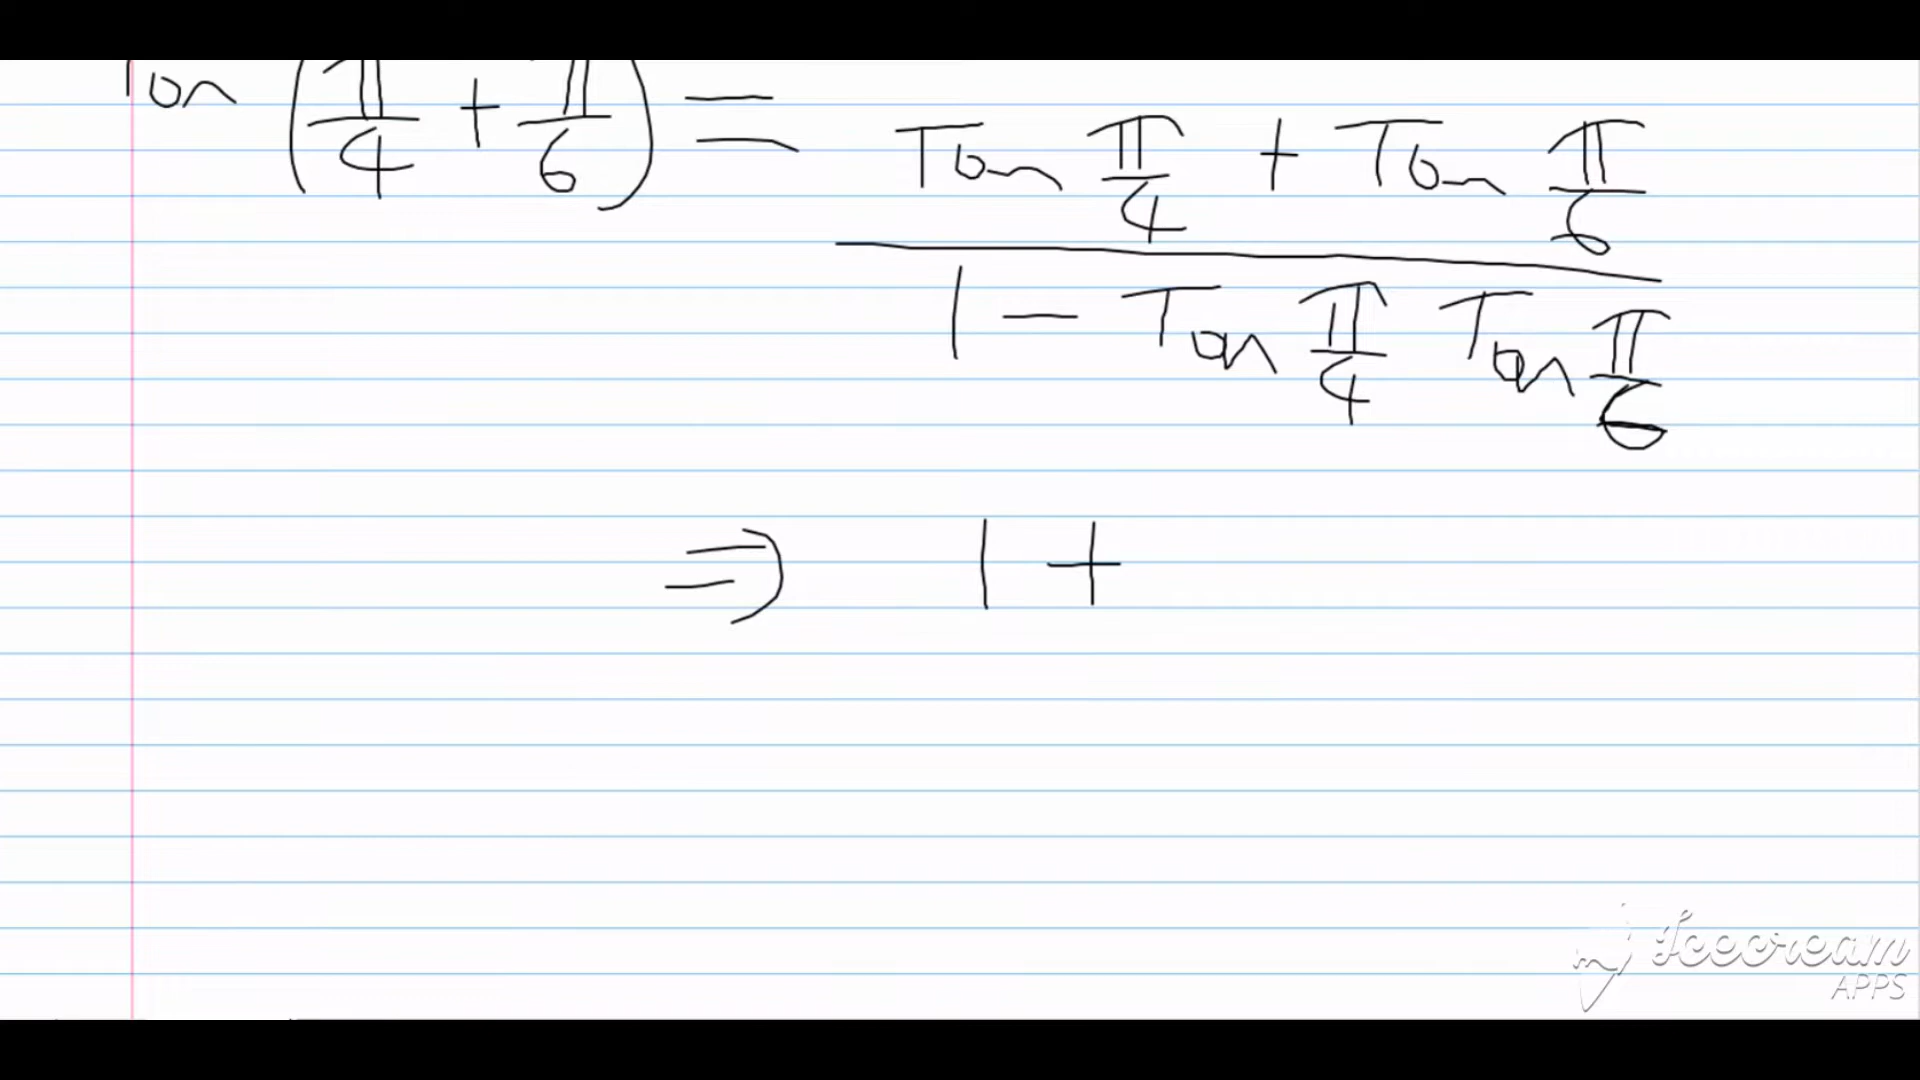 Tan (π/4 + π/6) = (Tan π/4 + Tan π/6) / (1 - Tan π/4 Tan π/6)
⇒ 1 +
Icecream
APPS